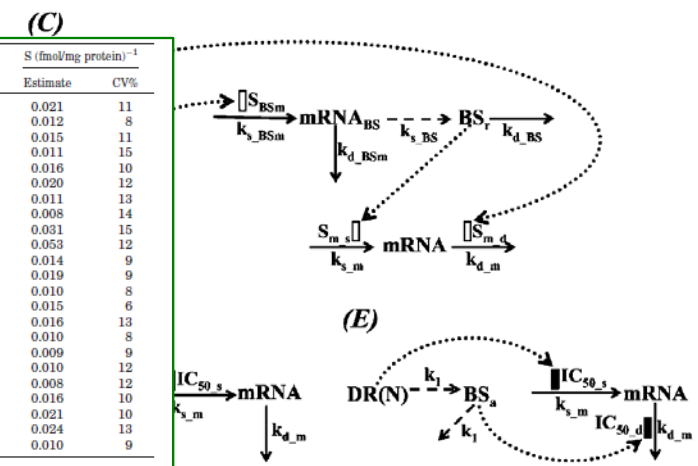 (C)
S (fmol/mg protein)⁻¹
Estimate CV%
0.021 11
0.012 8
0.015 11
0.011 15
0.016 10
0.020 12
0.011 13
0.008 14
0.031 15
0.053 12
0.014 9
0.019 9
0.010 8
0.015 6
0.016 13
0.010 8
0.009 9
0.010 12
0.008 12
0.016 10
0.021 10
0.024 13
0.010 9
S_BSm
k_s_BSm mRNA_BS k_s_BS BS_r k_d_BS
k_d_BSm
S_m_s S_m_d
k_s_m mRNA k_d_m
(E)
IC50_s mRNA
k_s_m
k_d_m
DR(N) k_1 BS_a IC50_s mRNA
k_s_m
k_1 IC50_d k_d_m